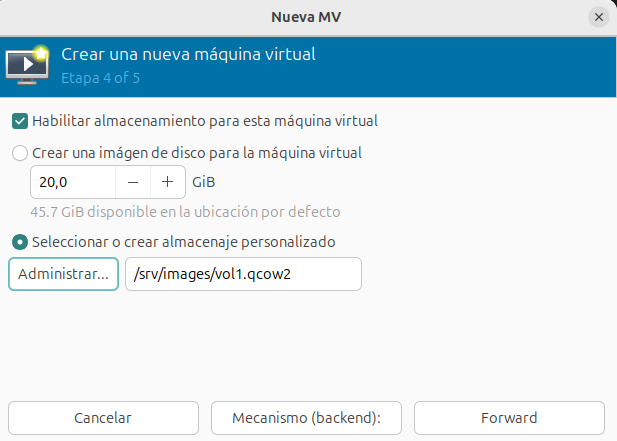 Nueva MV
Crear una nueva máquina virtual
Etapa 4 of 5
Habilitar almacenamiento para esta máquina virtual
Crear una imágen de disco para la máquina virtual
20,0 − + GiB
45.7 GiB disponible en la ubicación por defecto
Seleccionar o crear almacenaje personalizado
Administrar... /srv/images/vol1.qcow2
Cancelar Mecanismo (backend): Forward